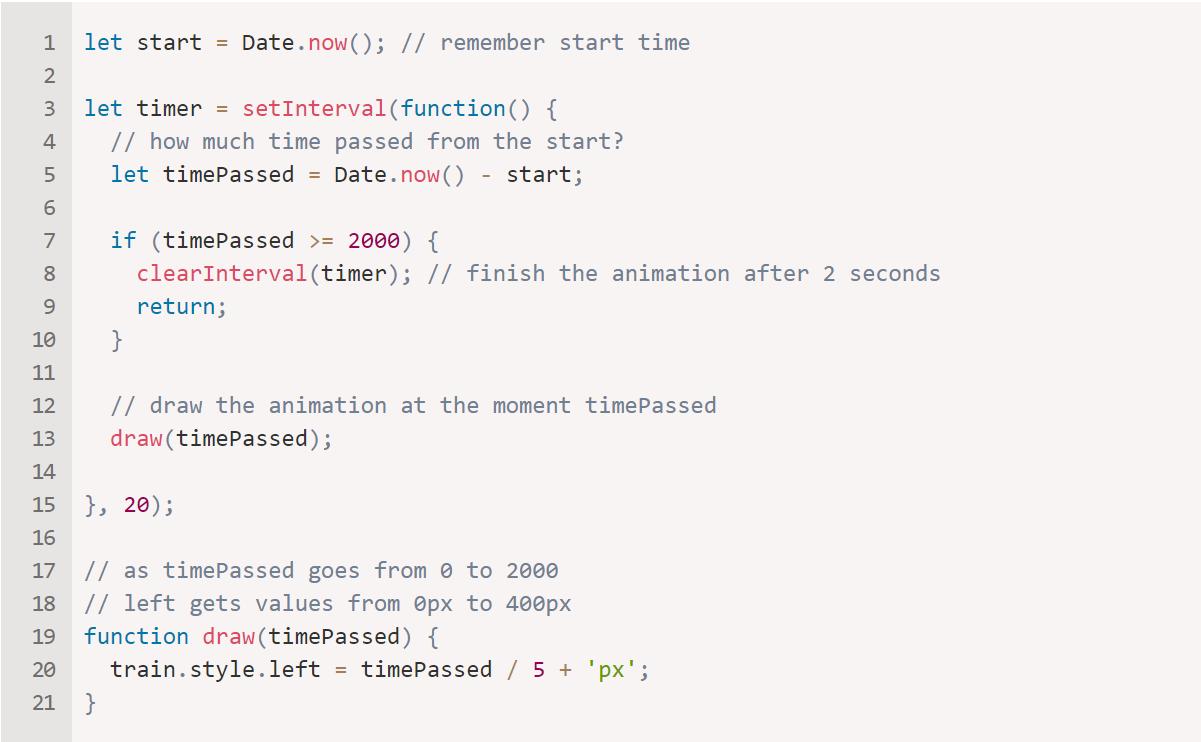 1 let start = Date.now(); // remember start time
2
3 let timer = setInterval(function() {
4   // how much time passed from the start?
5   let timePassed = Date.now() - start;
6
7   if (timePassed >= 2000) {
8     clearInterval(timer); // finish the animation after 2 seconds
9     return;
10   }
11
12   // draw the animation at the moment timePassed
13   draw(timePassed);
14
15 }, 20);
16
17 // as timePassed goes from 0 to 2000
18 // left gets values from 0px to 400px
19 function draw(timePassed) {
20   train.style.left = timePassed / 5 + 'px';
21 }